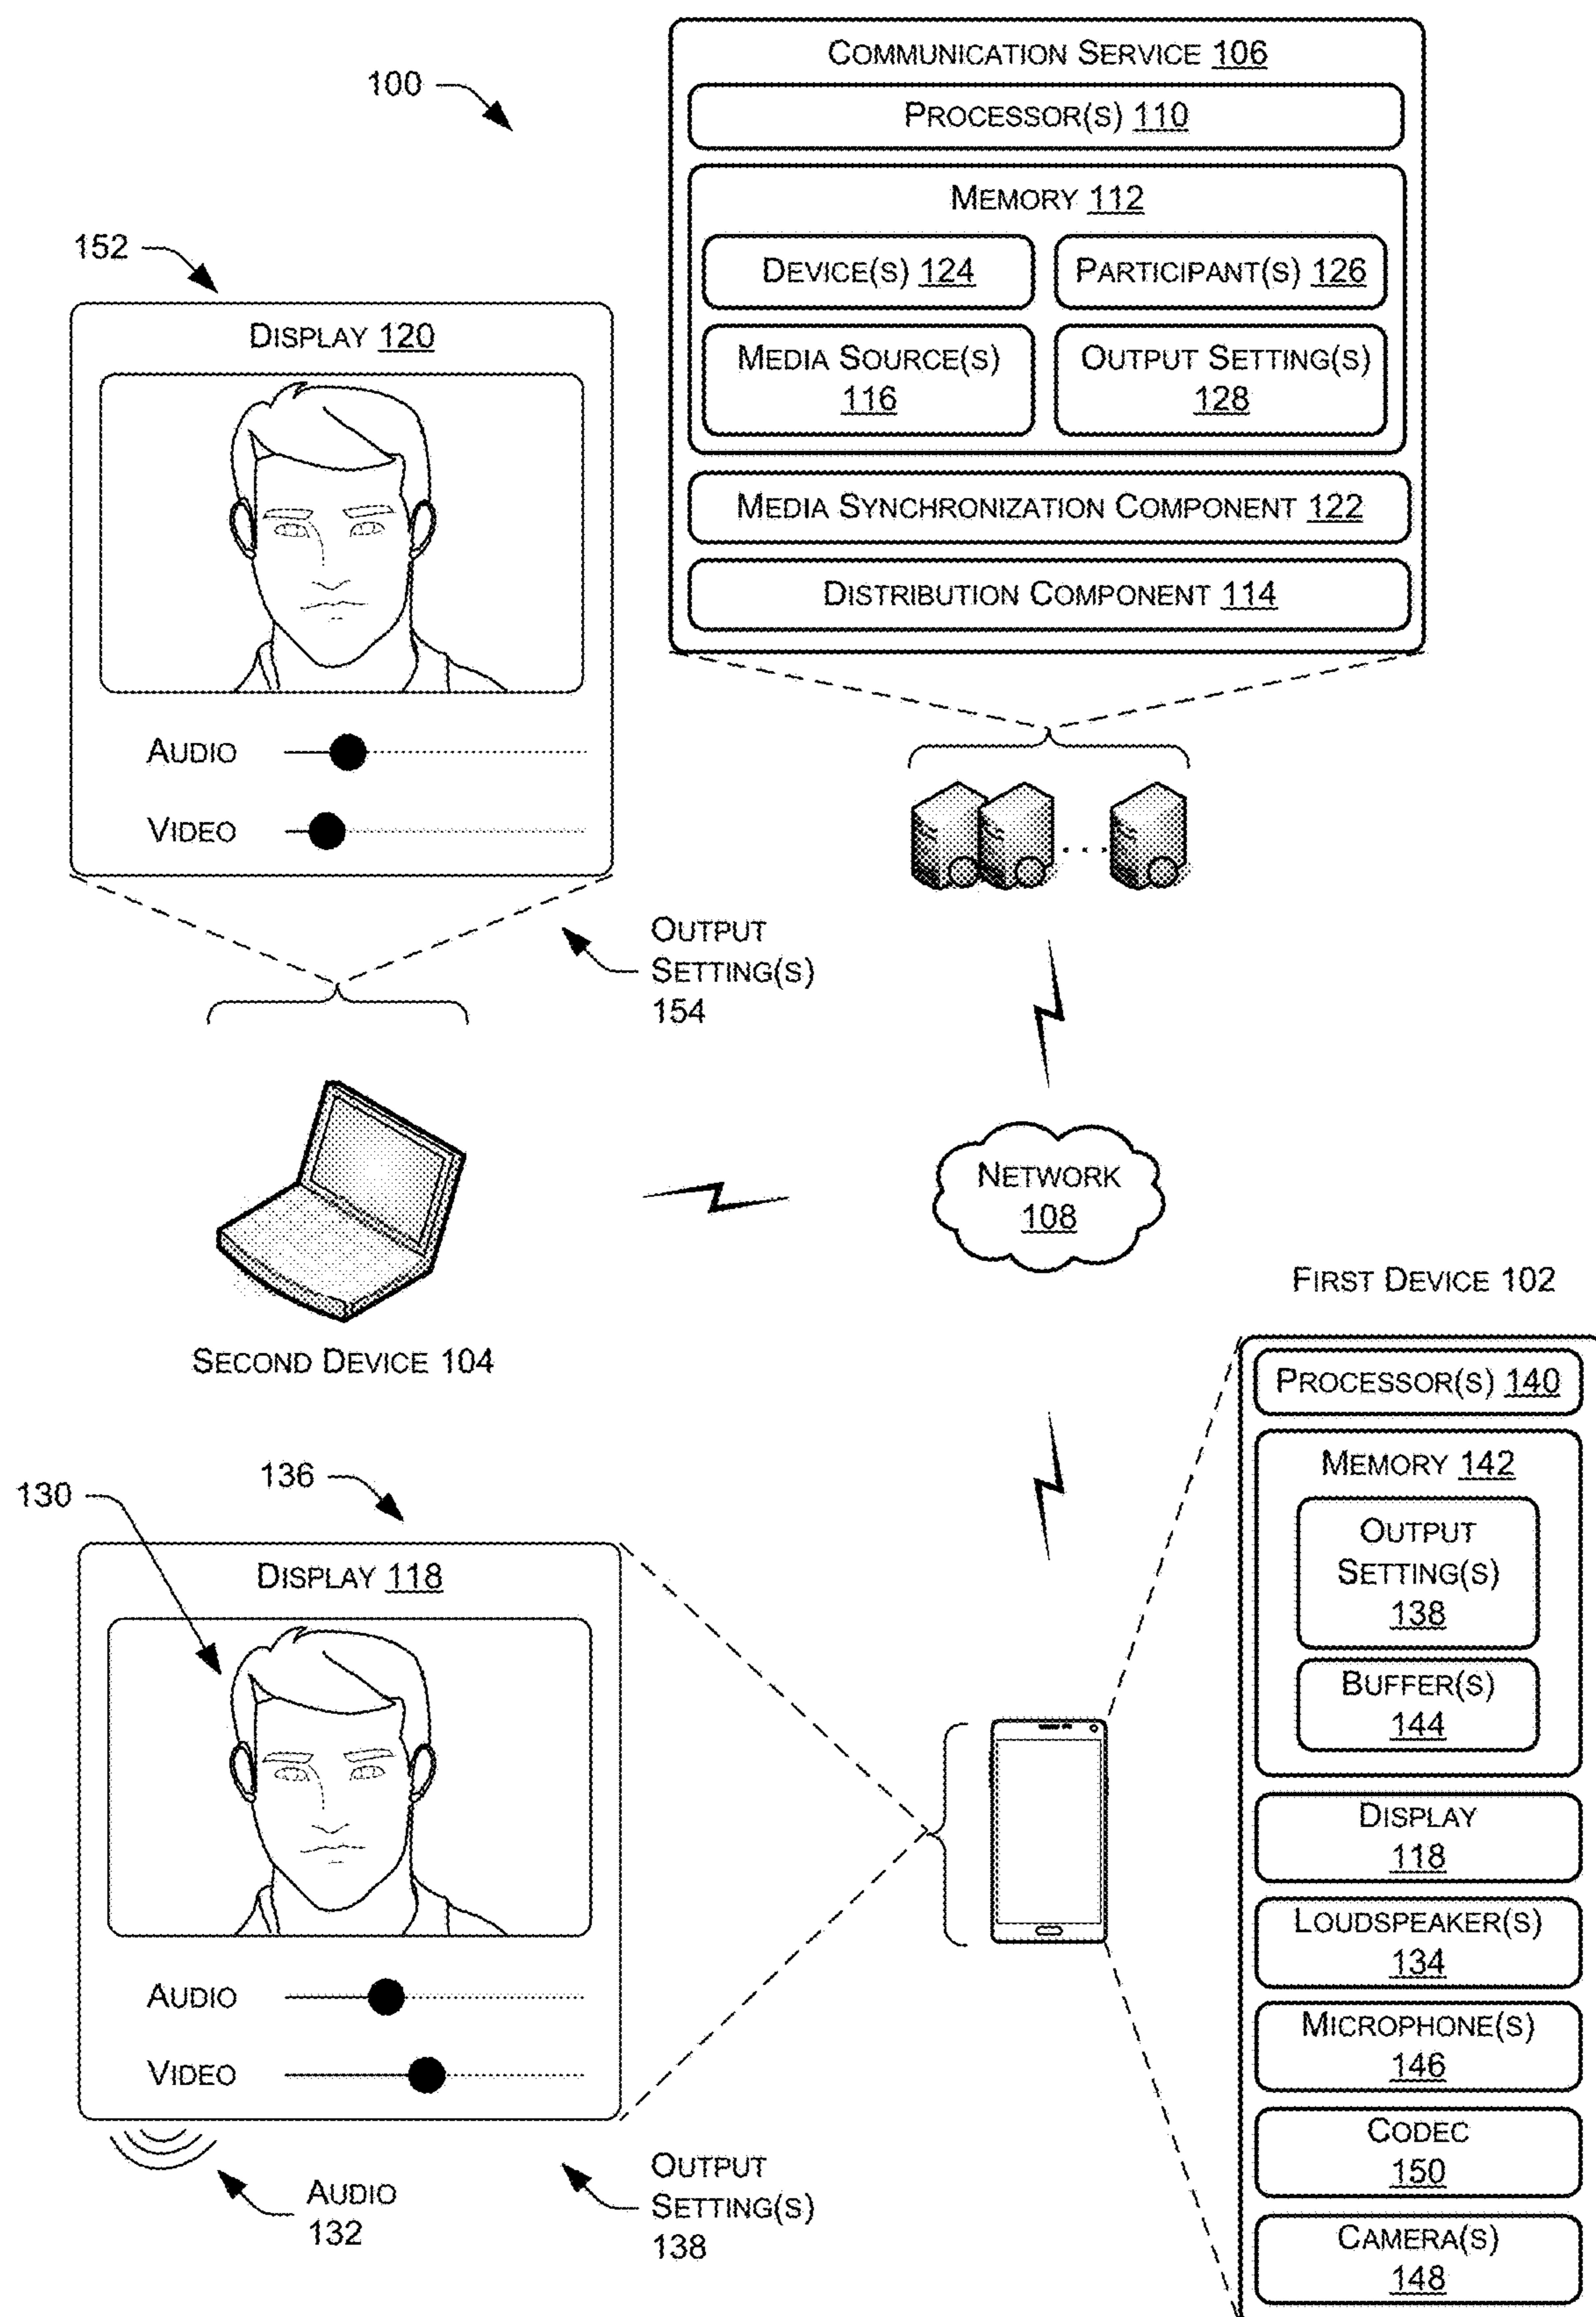 100
COMMUNICATION SERVICE 106
PROCESSOR(S) 110
MEMORY 112
DEVICE(S) 124
PARTICIPANT(S) 126
MEDIA SOURCE(S)
116
OUTPUT SETTING(S)
128
MEDIA SYNCHRONIZATION COMPONENT 122
DISTRIBUTION COMPONENT 114
152
DISPLAY 120
AUDIO
VIDEO
OUTPUT
SETTING(S)
154
SECOND DEVICE 104
NETWORK
108
FIRST DEVICE 102
PROCESSOR(S) 140
MEMORY 142
OUTPUT
SETTING(S)
138
BUFFER(S)
144
DISPLAY
118
LOUDSPEAKER(S)
134
MICROPHONE(S)
146
CODEC
150
CAMERA(S)
148
136
130
DISPLAY 118
AUDIO
VIDEO
AUDIO
132
OUTPUT
SETTING(S)
138